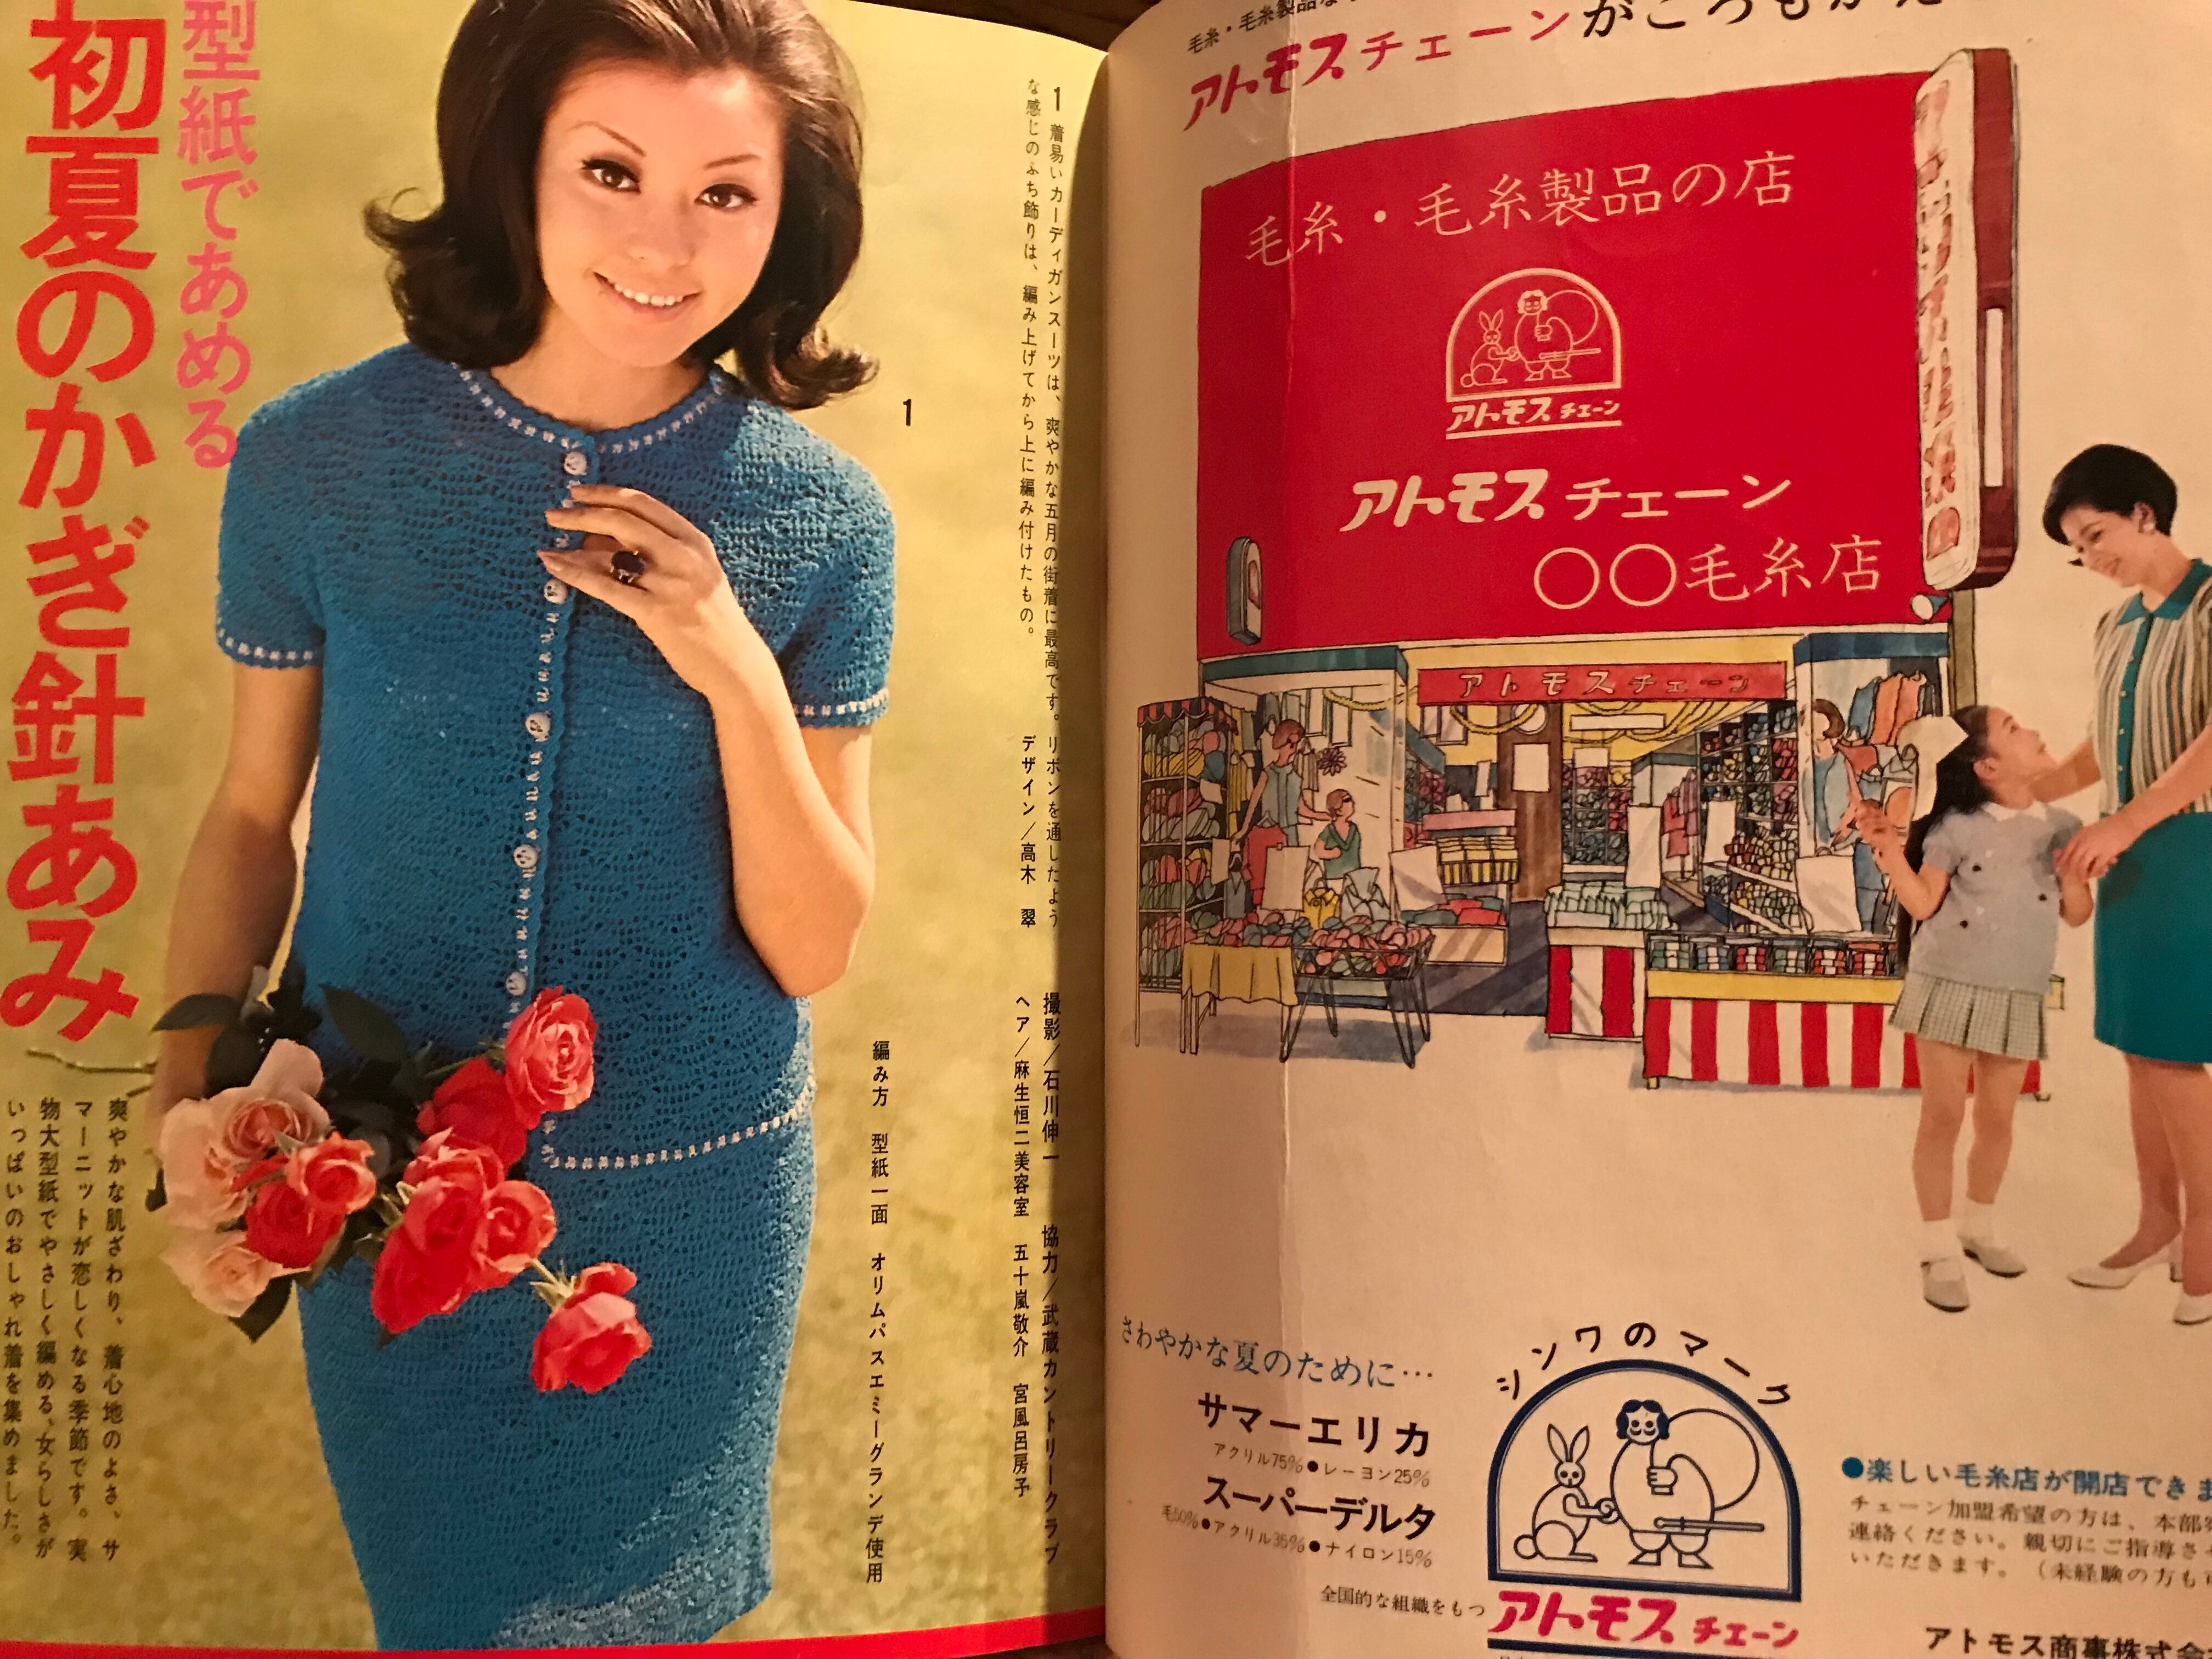 型紙であめる
初夏のかぎ針あみ
爽やかな肌ざわり、着心地のよさ、サ
マーニットが恋しくなる季節です。実
物大型紙でやさしく編める、女らしさが
いっぱいのおしゃれ着を集めました。
1
1 着易いカーディガンスーツは、爽やかな五月の街着に最高です。リボンを通したよう
な感じのふち飾りは、編み上げてから上に編み付けたもの。 デザイン/高木 翠
撮影/石川伸一 協力/武蔵カントリークラブ
ヘア/麻生恒二美容室 五十嵐敬介 宮風呂房子
編み方 型紙一面 オリムパスエミーグランデ使用
毛糸・毛糸製品な
アトモスチェーンがころもがえ
毛糸・毛糸製品の店
アトモスチェーン
アトモスチェーン
〇〇毛糸店
アトモスチェーン
さわやかな夏のために…
サマーエリカ
アクリル75%●レーヨン25%
スーパーデルタ
毛50%●アクリル35%●ナイロン15%
シンワのマーク
全国的な組織をもつ
アトモスチェーン
●楽しい毛糸店が開店できま
チェーン加盟希望の方は、本部
連絡ください。親切にご指導させ
いただきます。(未経験の方も
アトモス商事株式会